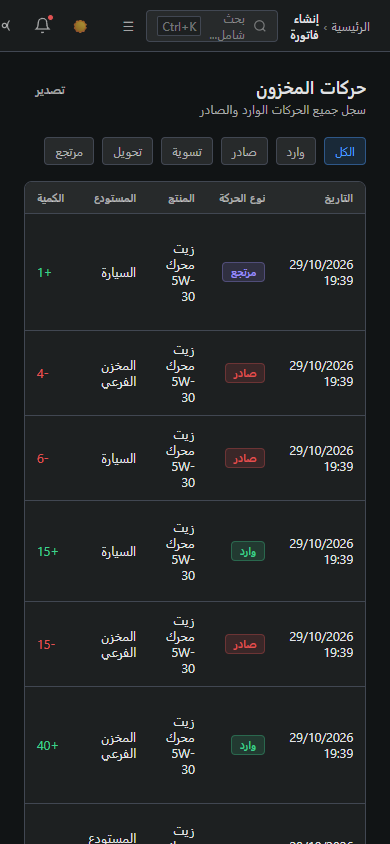 الرئيسية › إنشاء فاتورة
بحث شامل... Ctrl+K
حركات المخزون
تصدير
سجل جميع الحركات الوارد والصادر
الكل وارد صادر تسوية تحويل مرتجع
التاريخ نوع الحركة المنتج المستودع الكمية
29/10/2026 19:39 مرتجع زيت محرك 5W-30 السيارة +1
29/10/2026 19:39 صادر زيت محرك 5W-30 المخزن الفرعي -4
29/10/2026 19:39 صادر زيت محرك 5W-30 السيارة -6
29/10/2026 19:39 وارد زيت محرك 5W-30 السيارة +15
29/10/2026 19:39 صادر زيت محرك 5W-30 المخزن الفرعي -15
29/10/2026 19:39 وارد زيت محرك 5W-30 المخزن الفرعي +40
زيت المستودع